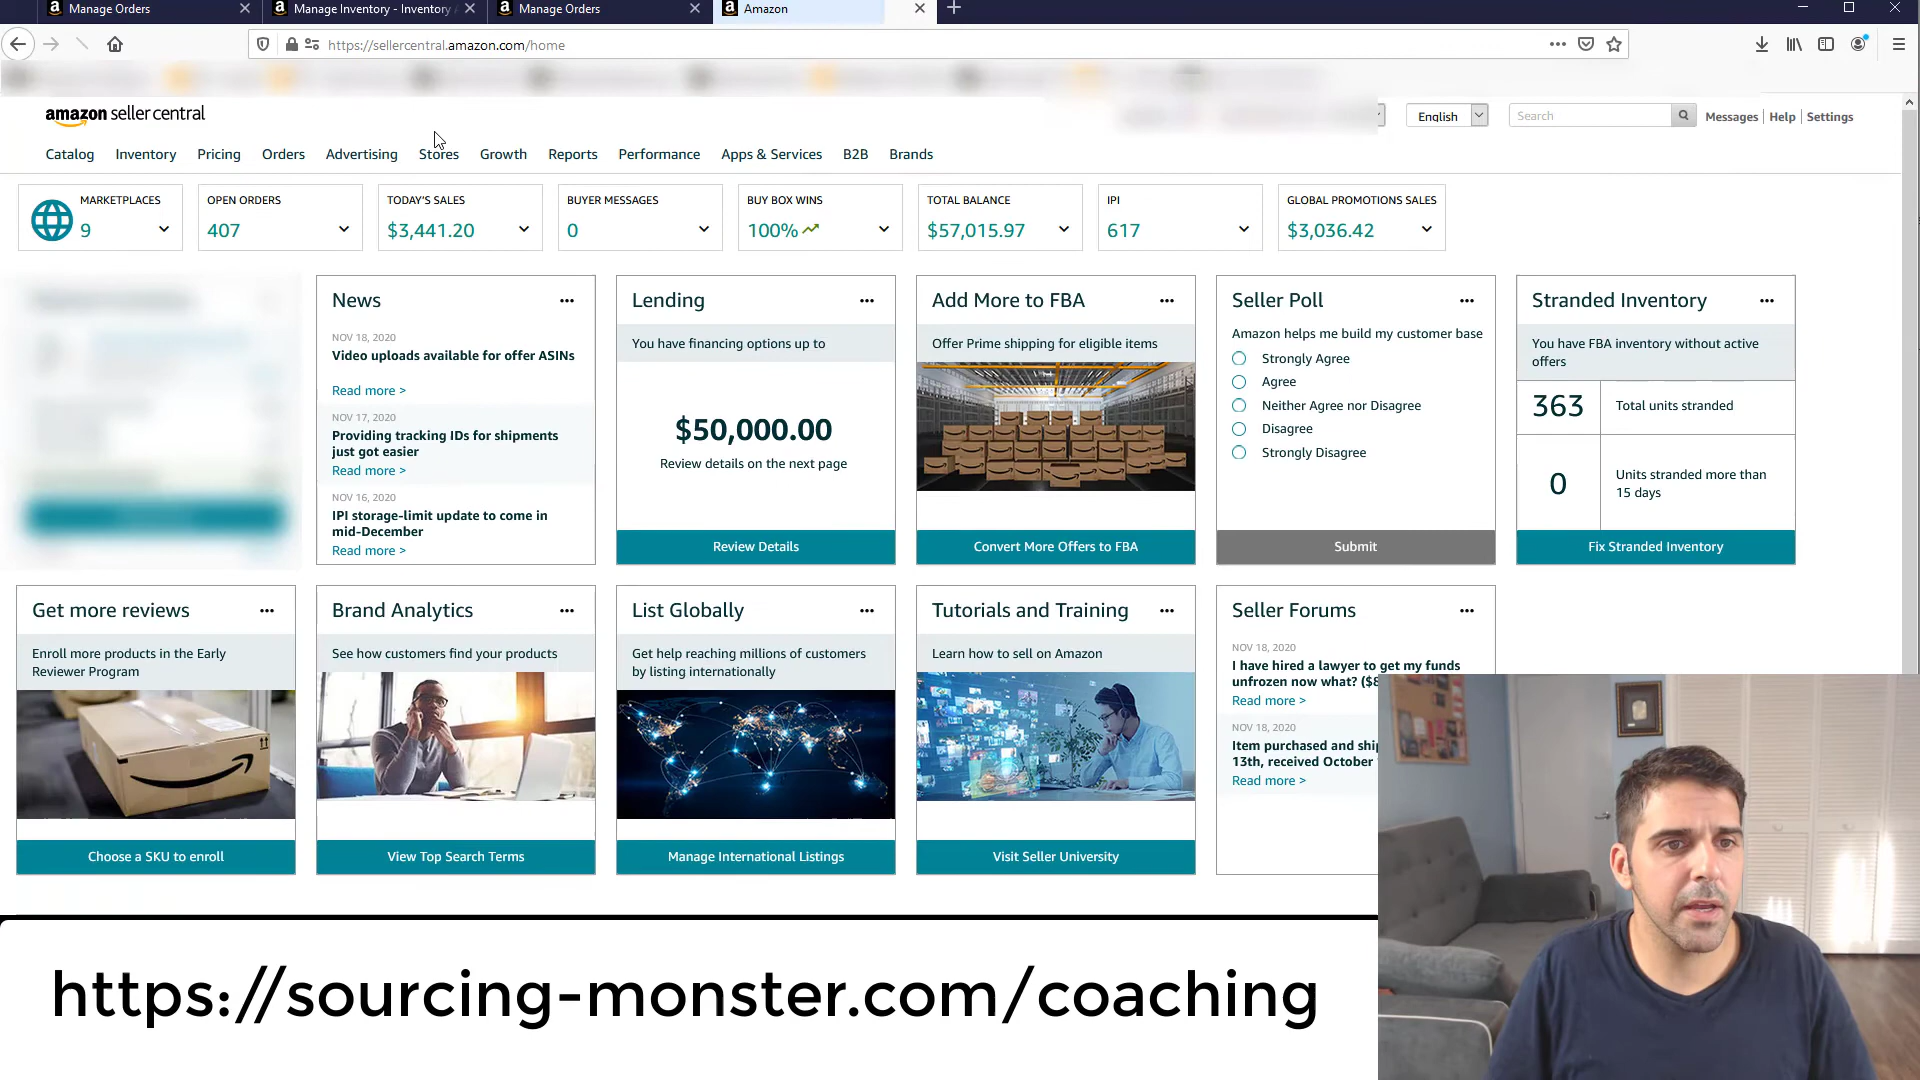 Manage Orders
Manage Inventory - Inventory A
Manage Orders
Amazon
https://sellercentral.amazon.com/home
amazon seller central
English
Search
Messages | Help | Settings
Catalog Inventory Pricing Orders Advertising Stores Growth Reports Performance Apps & Services B2B Brands
MARKETPLACES
9
OPEN ORDERS
407
TODAY'S SALES
$3,441.20
BUYER MESSAGES
0
BUY BOX WINS
100%
TOTAL BALANCE
$57,015.97
IPI
617
GLOBAL PROMOTIONS SALES
$3,036.42
News
NOV 18, 2020
Video uploads available for offer ASINs
Read more >
NOV 17, 2020
Providing tracking IDs for shipments
just got easier
Read more >
NOV 16, 2020
IPI storage-limit update to come in
mid-December
Read more >
Lending
You have financing options up to
$50,000.00
Review details on the next page
Review Details
Add More to FBA
Offer Prime shipping for eligible items
Convert More Offers to FBA
Seller Poll
Amazon helps me build my customer base
Strongly Agree
Agree
Neither Agree nor Disagree
Disagree
Strongly Disagree
Submit
Stranded Inventory
You have FBA inventory without active
offers
363 Total units stranded
0 Units stranded more than
15 days
Fix Stranded Inventory
Get more reviews
Enroll more products in the Early
Reviewer Program
Choose a SKU to enroll
Brand Analytics
See how customers find your products
View Top Search Terms
List Globally
Get help reaching millions of customers
by listing internationally
Manage International Listings
Tutorials and Training
Learn how to sell on Amazon
Visit Seller University
Seller Forums
NOV 18, 2020
I have hired a lawyer to get my funds
unfrozen now what? ($8
Read more >
NOV 18, 2020
Item purchased and ship
13th, received October
Read more >
https://sourcing-monster.com/coaching